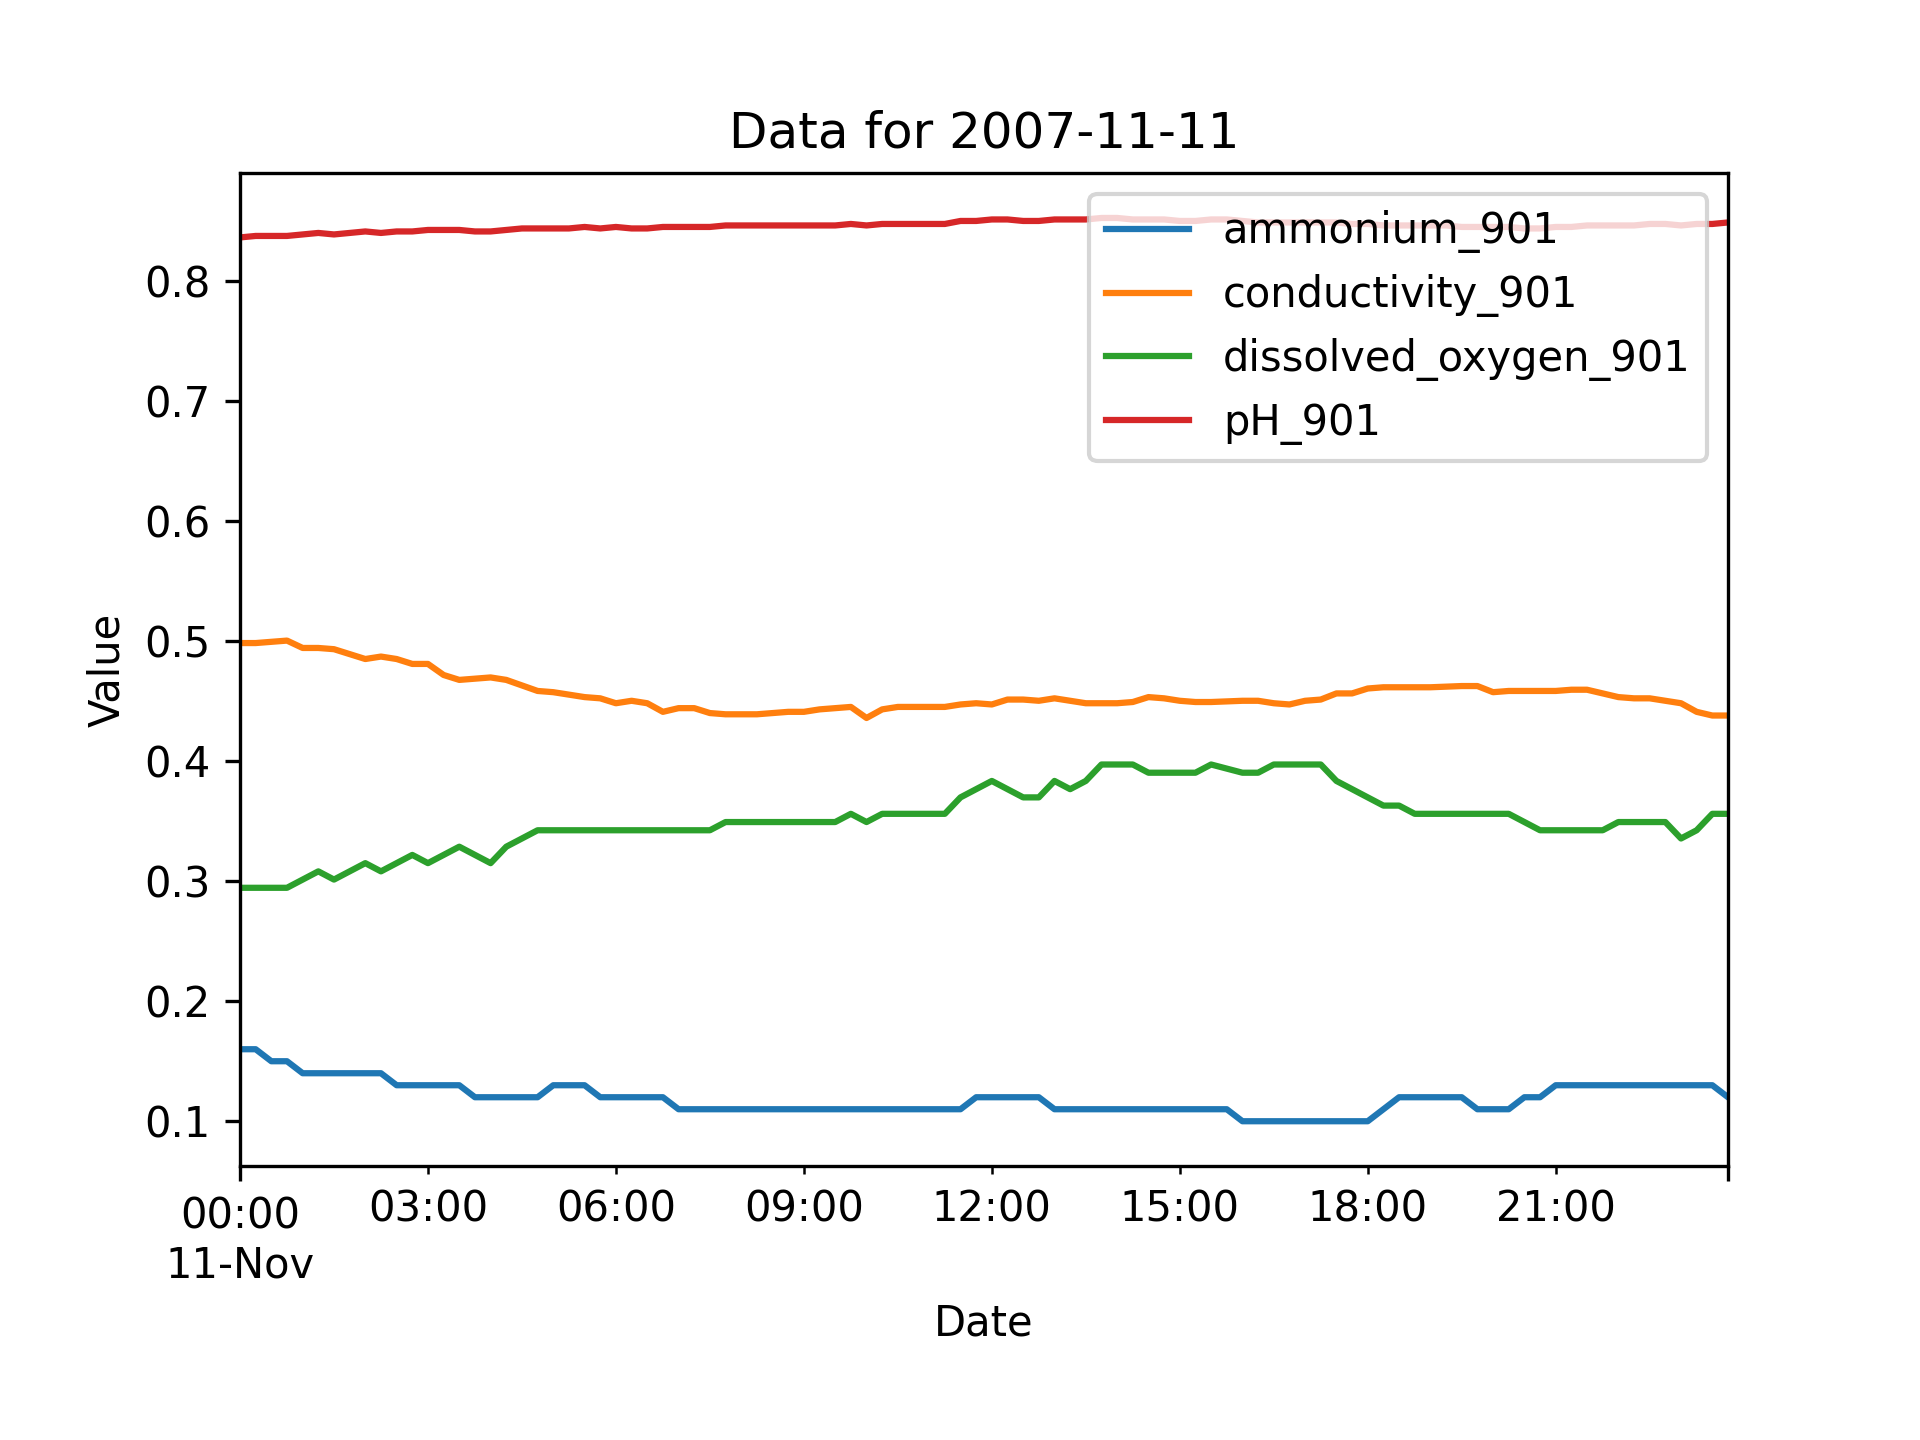 Data for 2007-11-11
ammonium_901
conductivity_901
dissolved_oxygen_901
pH_901
Value
0.8
0.7
0.6
0.5
0.4
0.3
0.2
0.1
00:00 03:00 06:00 09:00 12:00 15:00 18:00 21:00
11-Nov
Date